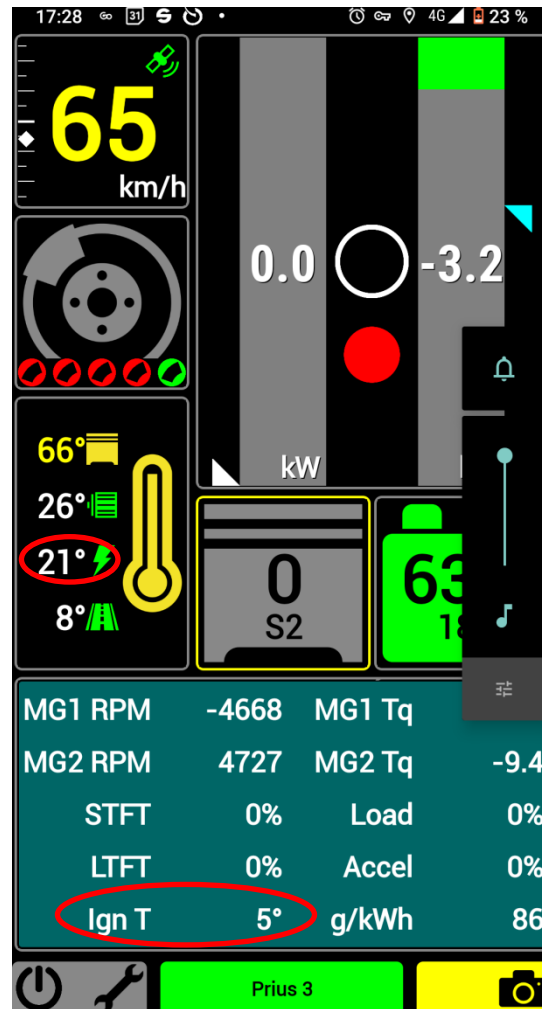 17:28 31 4G 23 %
65
km/h
0.0 -3.2
kW
66°
26°
21°
8°
0
S2
63
18
MG1 RPM -4668 MG1 Tq
MG2 RPM 4727 MG2 Tq -9.4
STFT 0% Load 0%
LTFT 0% Accel 0%
Ign T 5° g/kWh 86
Prius 3